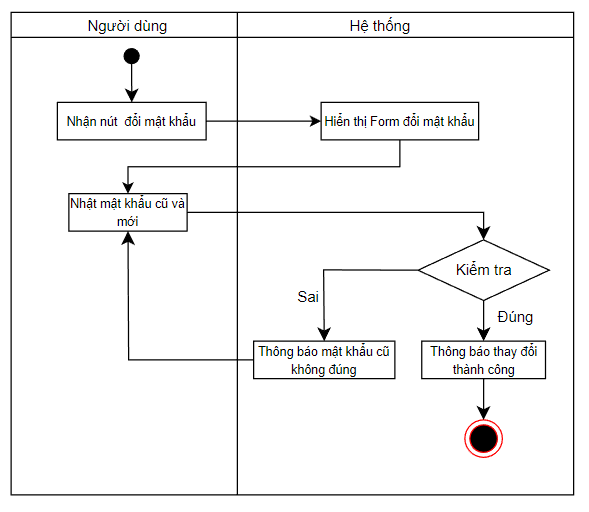 Người dùng
Hệ thống
Nhận nút đổi mật khẩu
Hiển thị Form đổi mật khẩu
Nhật mật khẩu cũ và
mới
Kiểm tra
Sai
Đúng
Thông báo mật khẩu cũ
không đúng
Thông báo thay đổi
thành công